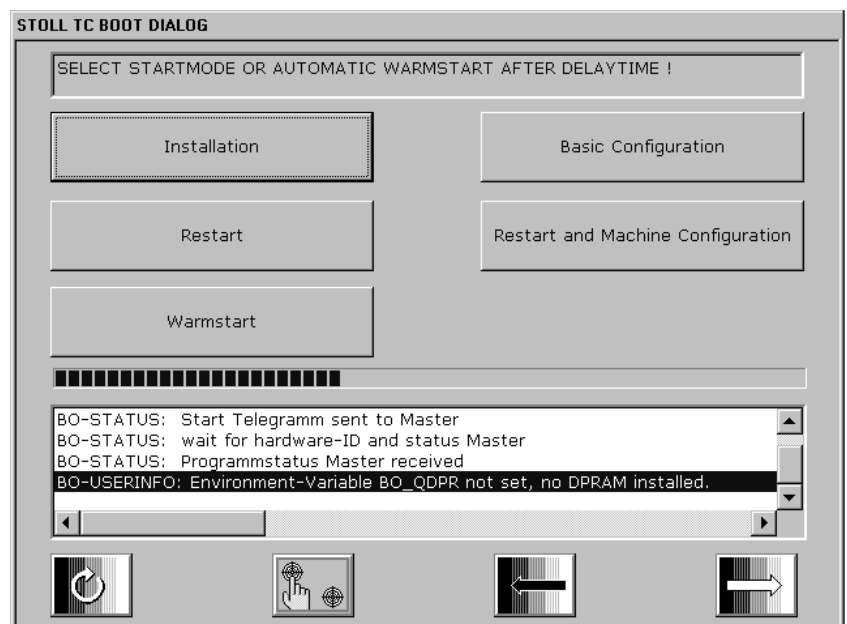 STOLL TC BOOT DIALOG
SELECT STARTMODE OR AUTOMATIC WARMSTART AFTER DELAYTIME !
Installation
Basic Configuration
Restart
Restart and Machine Configuration
Warmstart
BO-STATUS: Start Telegramm sent to Master
BO-STATUS: wait for hardware-ID and status Master
BO-STATUS: Programmstatus Master received
BO-USERINFO: Environment-Variable BO_QDPR not set, no DPRAM installed.